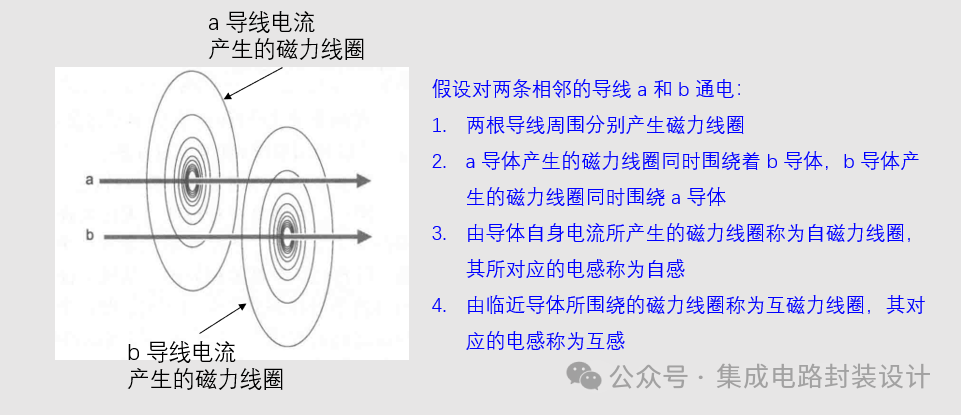 a 导线电流
产生的磁力线圈
a
b
b 导线电流
产生的磁力线圈
假设对两条相邻的导线 a 和 b 通电：
1. 两根导线周围分别产生磁力线圈
2. a 导体产生的磁力线圈同时围绕着 b 导体，b 导体产
生的磁力线圈同时围绕 a 导体
3. 由导体自身电流所产生的磁力线圈称为自磁力线圈，
其所对应的电感称为自感
4. 由临近导体所围绕的磁力线圈称为互磁力线圈，其对
应的电感称为互感
公众号 · 集成电路封装设计